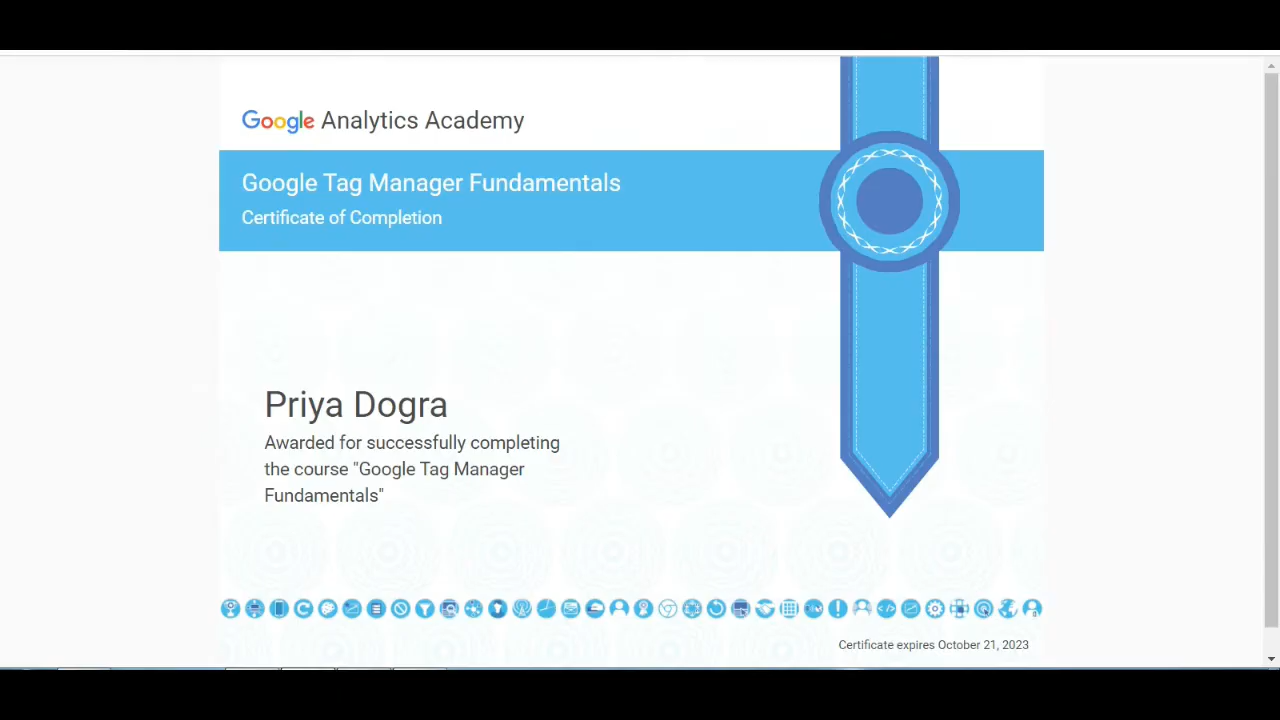 Google Analytics Academy
Google Tag Manager Fundamentals
Certificate of Completion
Priya Dogra
Awarded for successfully completing
the course "Google Tag Manager
Fundamentals"
Certificate expires October 21, 2023